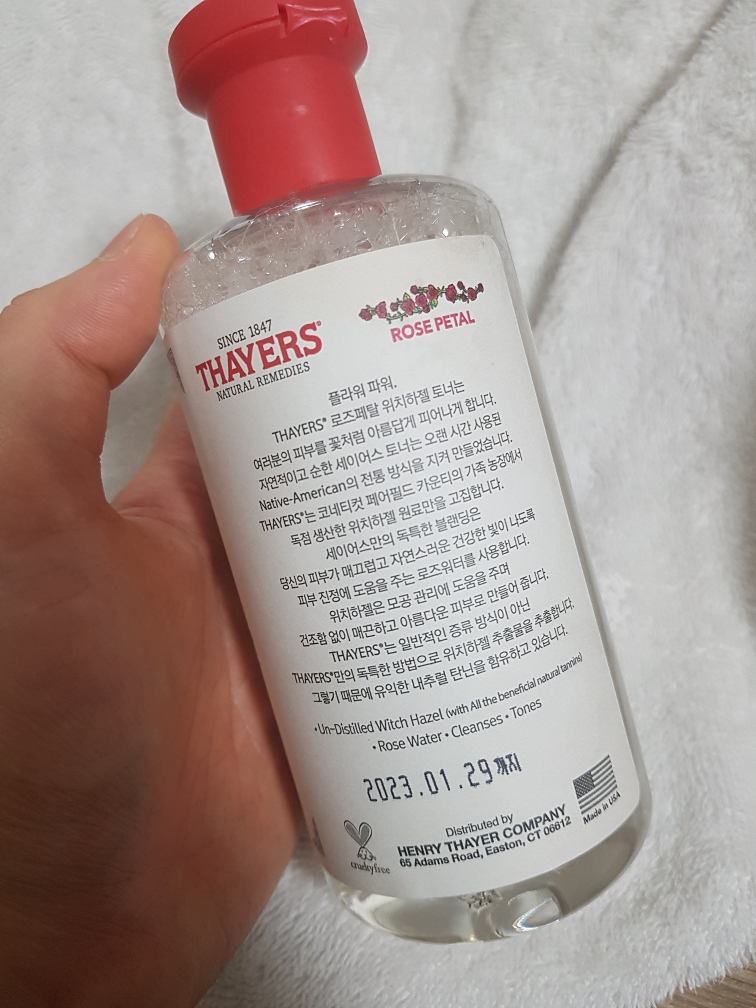 SINCE 1847
THAYERS®
NATURAL REMEDIES
ROSE PETAL
플라워 파워.
THAYERS® 로즈페탈 위치하젤 토너는
여러분의 피부를 꽃처럼 아름답게 피어나게 합니다.
자연적이고 순한 세이어스 토너는 오랜 시간 사용된
Native-American의 전통 방식을 지켜 만들었습니다.
THAYERS®는 코네티컷 페어필드 카운티의 가족 농장에서
독점 생산한 위치하젤 원료만을 고집합니다.
세이어스만의 독특한 블랜딩은
당신의 피부가 매끄럽고 자연스러운 건강한 빛이 나도록
피부 진정에 도움을 주는 로즈워터를 사용합니다.
위치하젤은 모공 관리에 도움을 주며
건조함 없이 매끈하고 아름다운 피부로 만들어 줍니다.
THAYERS®는 일반적인 증류 방식이 아닌
THAYERS®만의 독특한 방법으로 위치하젤 추출물을 추출합니다.
그렇기 때문에 유익한 내추럴 탄닌을 함유하고 있습니다.
•Un-Distilled Witch Hazel (with All the beneficial natural tannins)
•Rose Water • Cleanses • Tones
2023.01.29까지
cruelty free
Distributed by
HENRY THAYER COMPANY
65 Adams Road, Easton, CT 06612
Made in USA